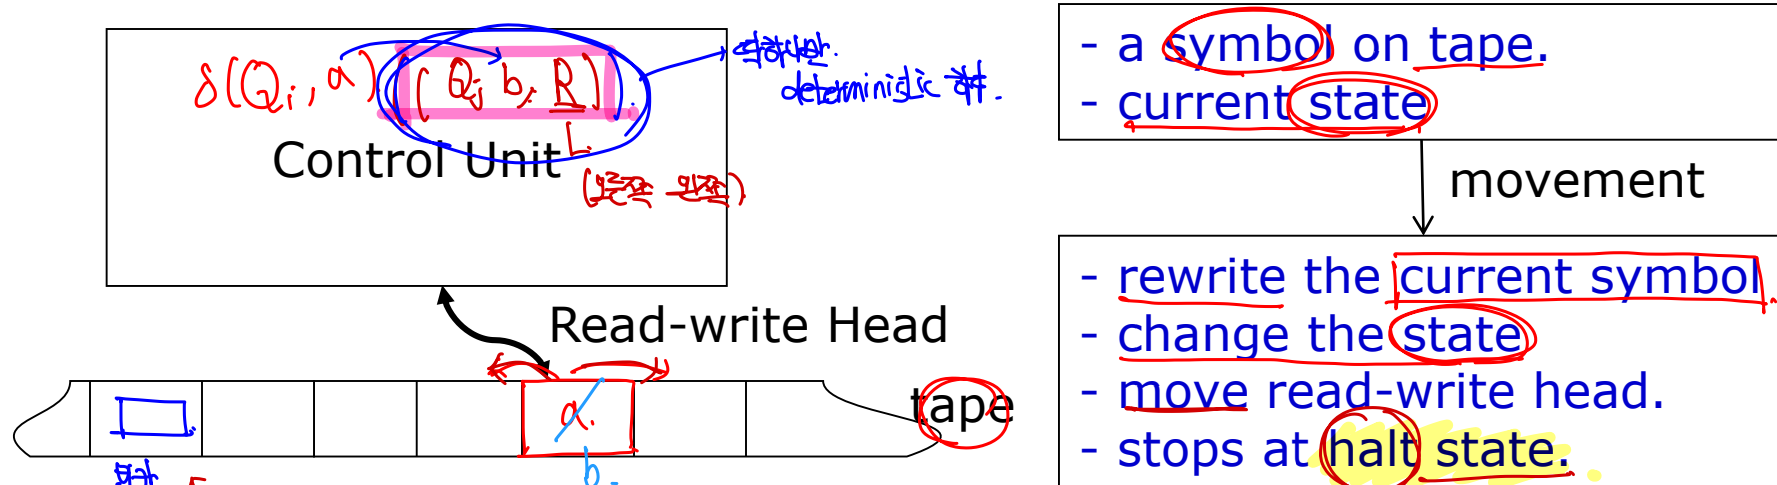 δ(Qi, a) (Qj, b, R)
L
deterministic
Control Unit
Read-write Head
a.
b.
tape
- a symbol on tape.
- current state
movement
- rewrite the current symbol
- change the state
- move read-write head.
- stops at halt state.